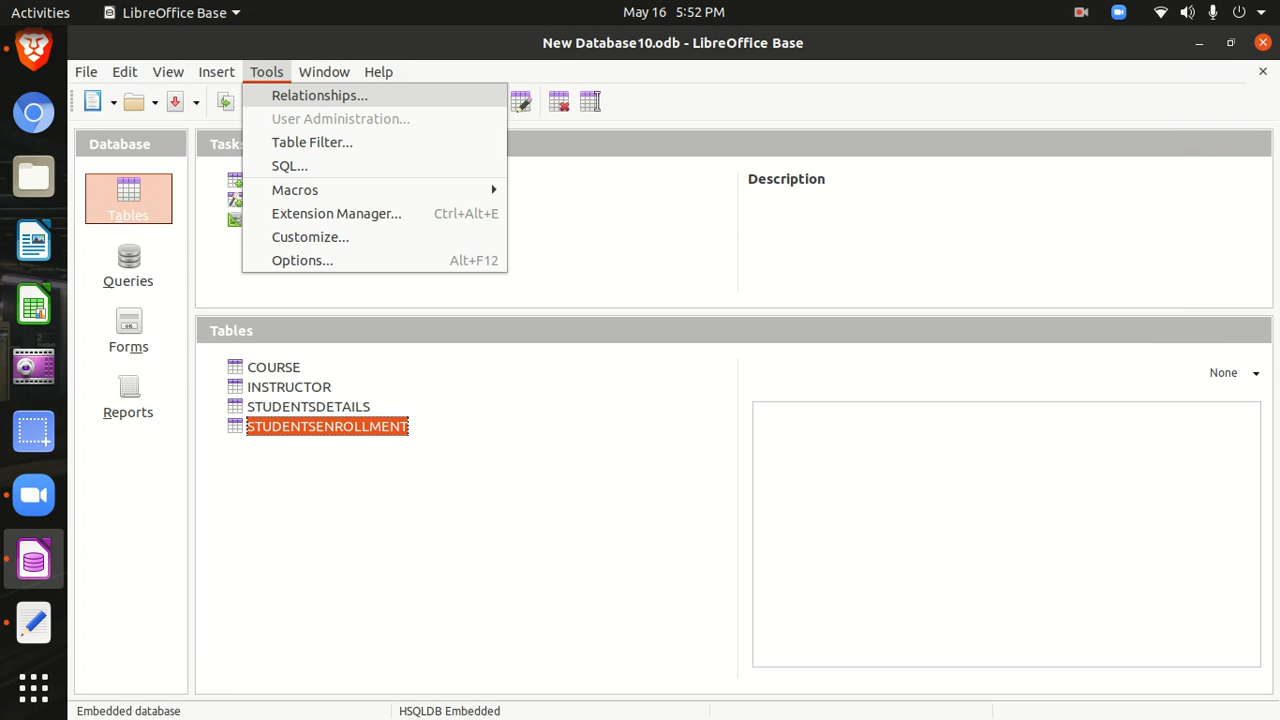 Activities
LibreOffice Base
May 16 5:52 PM
New Database10.odb - LibreOffice Base
File Edit View Insert Tools Window Help
Relationships...
User Administration...
Table Filter...
SQL...
Macros
Extension Manager... Ctrl+Alt+E
Customize...
Options... Alt+F12
Database
Tables
Queries
Forms
Reports
Tasks
Description
Tables
COURSE
INSTRUCTOR
STUDENTSDETAILS
STUDENTSENROLLMENT
None
Embedded database
HSQLDB Embedded